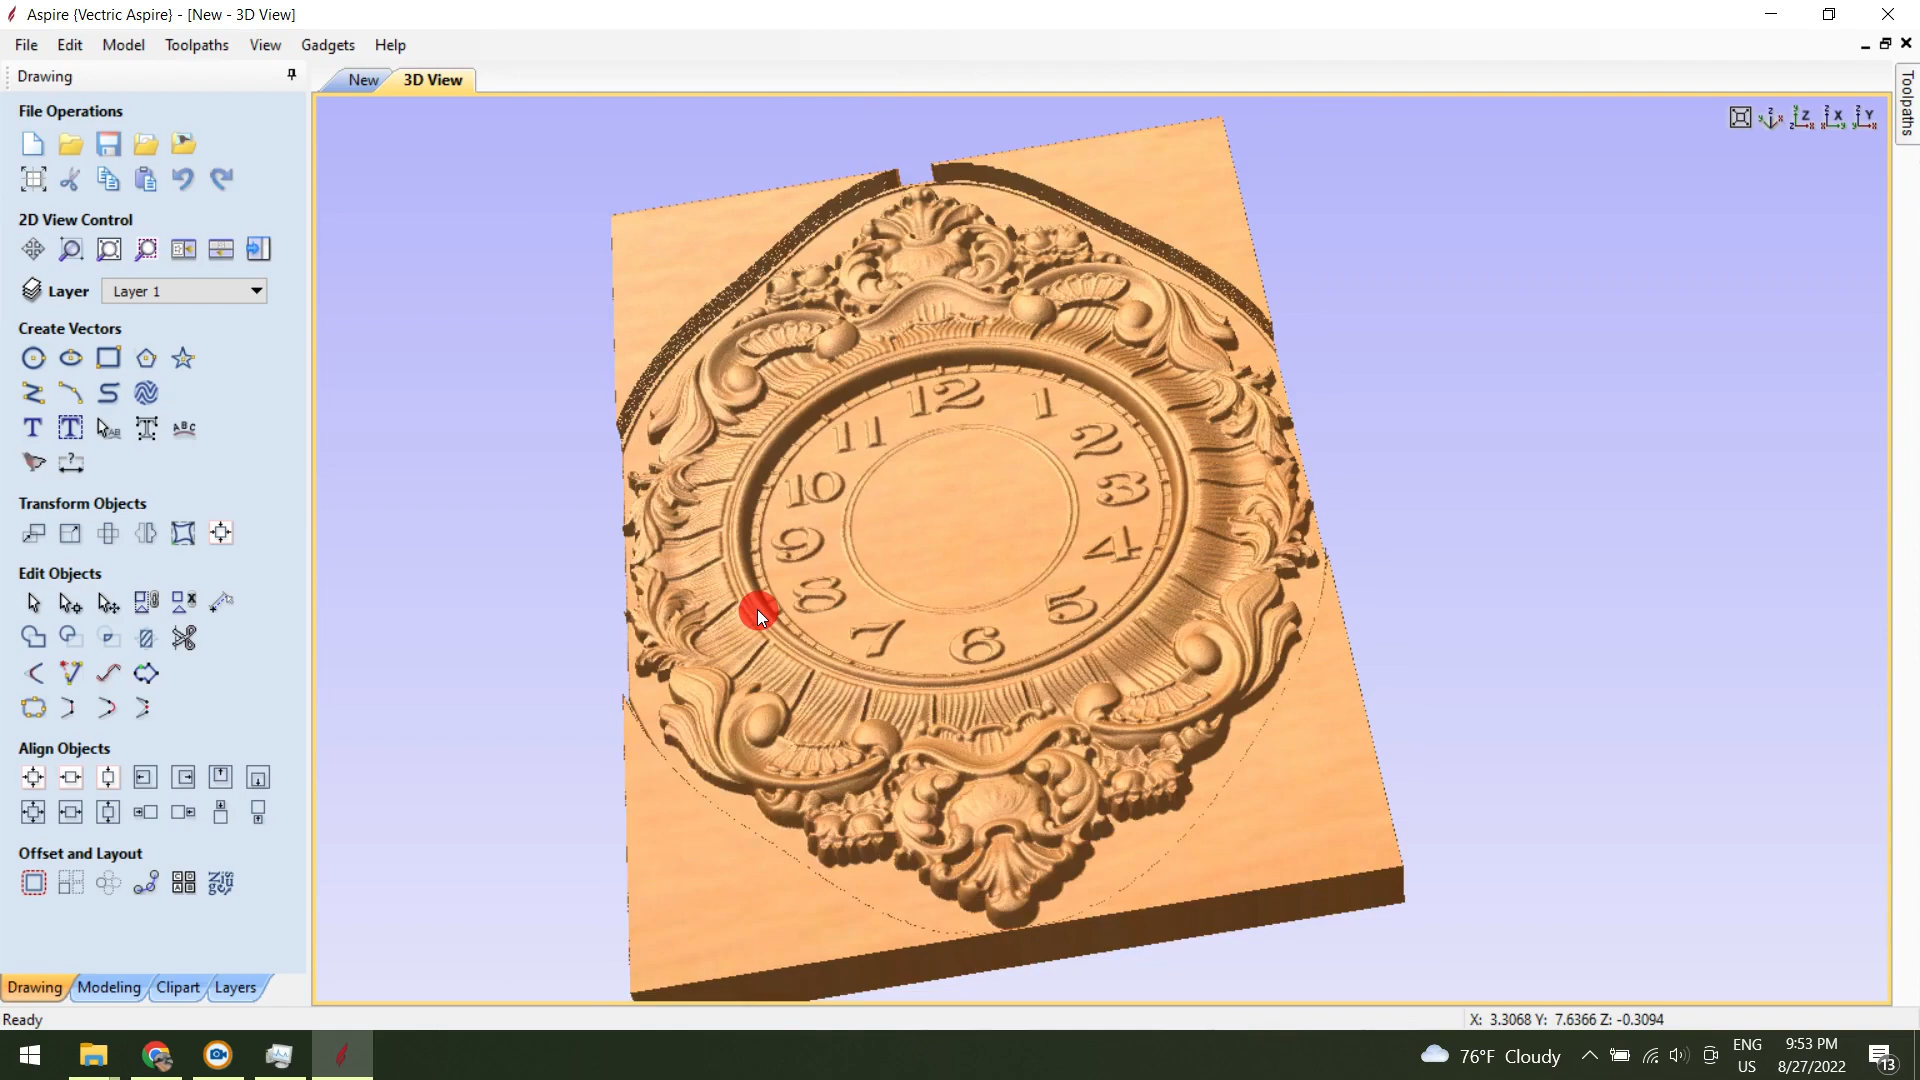 Aspire {Vectric Aspire} - [New - 3D View]
File Edit Model Toolpaths View Gadgets Help
Drawing
New 3D View
Toolpaths
File Operations
2D View Control
Layer Layer 1
Create Vectors
Transform Objects
Edit Objects
Align Objects
Offset and Layout
12
1
2
3
4
5
6
7
8
9
10
11
Drawing Modeling Clipart Layers
Ready
X: 3.3068 Y: 7.6366 Z: -0.3094
76°F Cloudy
ENG
US
9:53 PM
8/27/2022
13